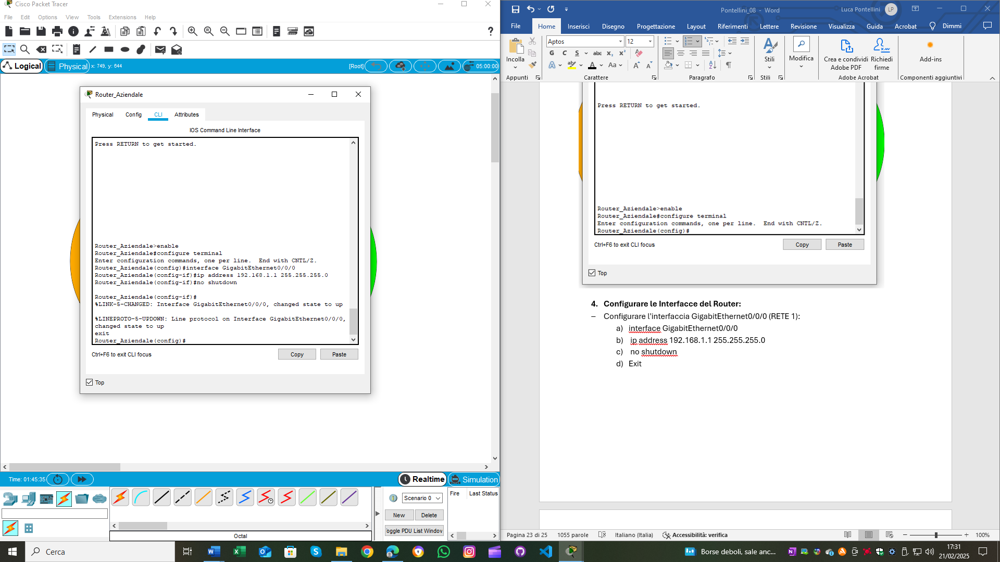 Cisco Packet Tracer
File Edit Options View Tools Extensions Help
Logical Physical x: 749, y: 644 [Root] 05:00:00
Router_Aziendale
Physical Config CLI Attributes
IOS Command Line Interface
Press RETURN to get started.
Router_Aziendale>enable
Router_Aziendale#configure terminal
Enter configuration commands, one per line.  End with CNTL/Z.
Router_Aziendale(config)#interface GigabitEthernet0/0/0
Router_Aziendale(config-if)#ip address 192.168.1.1 255.255.255.0
Router_Aziendale(config-if)#no shutdown
Router_Aziendale(config-if)#
%LINK-5-CHANGED: Interface GigabitEthernet0/0/0, changed state to up
%LINEPROTO-5-UPDOWN: Line protocol on Interface GigabitEthernet0/0/0,
changed state to up
exit
Router_Aziendale(config)#
Ctrl+F6 to exit CLI focus
Copy Paste
Top
Time: 01:45:35
Realtime Simulation
Scenario 0
Fire Last Status
New Delete
oggle PDU List Window
Octal
Pontellini_08 - Word
Luca Pontellini LP
File Home Inserisci Disegno Progettazione Layout Riferimenti Lettere Revisione Visualizza Guida Acrobat Dimmi
Aptos 12
Incolla
G C S abc x₂ x²
A ab A Aa A A
Stili
Modifica
Crea e condividi Adobe PDF
Richiedi firme
Add-ins
Appunti Carattere Paragrafo Stili Adobe Acrobat Componenti aggiuntivi
Press RETURN to get started.
Router_Aziendale>enable
Router_Aziendale#configure terminal
Enter configuration commands, one per line.  End with CNTL/Z.
Router_Aziendale(config)#
Ctrl+F6 to exit CLI focus
Copy Paste
Top
4. Configurare le Interfacce del Router:
– Configurare l'interfaccia GigabitEthernet0/0/0 (RETE 1):
a) interface GigabitEthernet0/0/0
b) ip address 192.168.1.1 255.255.255.0
c) no shutdown
d) Exit
Pagina 23 di 25 1055 parole Italiano (Italia) Accessibilità: verifica 100%
Cerca
Borse deboli, sale anc...
17:31
21/02/2025